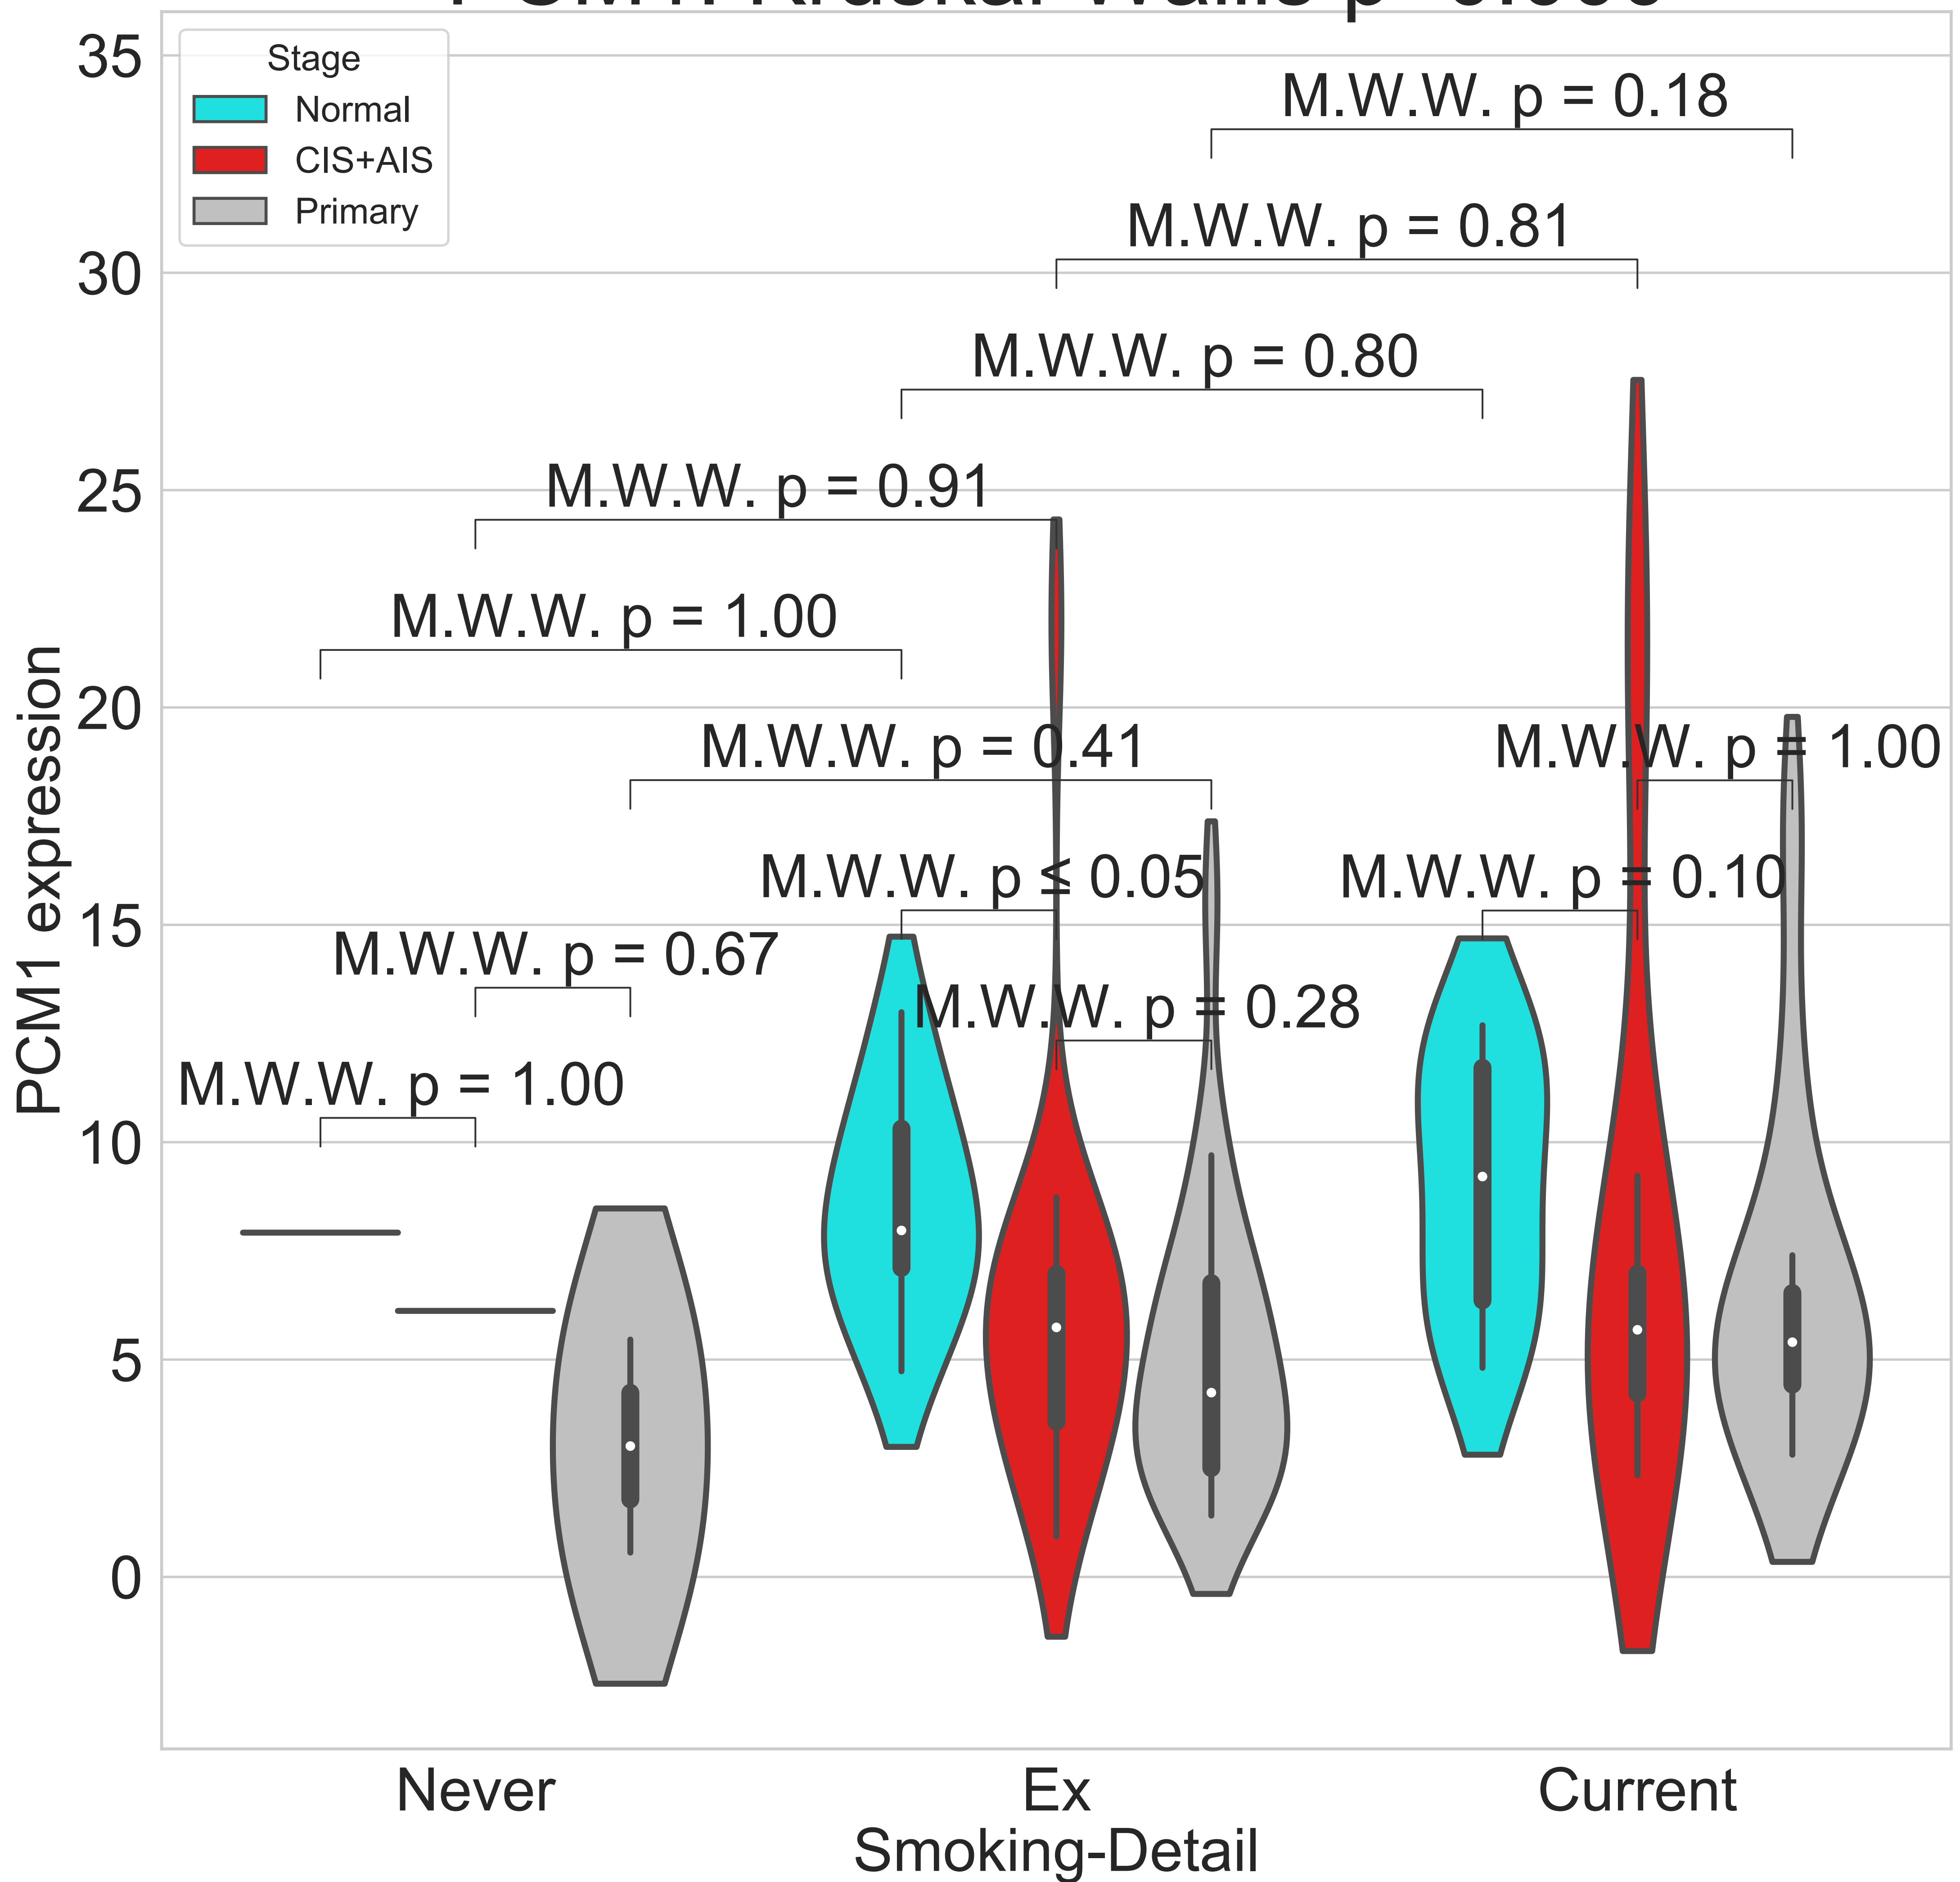 35
Stage
Normal
CIS+AIS
Primary
M.W.W. p = 0.18
M.W.W. p = 0.81
30
M.W.W. p = 0.80
25
M.W.W. p = 0.91
M.W.W. p = 1.00
20
M.W.W. p = 0.41
M.W.W. p = 1.00
M.W.W. p ≤ 0.05
M.W.W. p = 0.10
15
M.W.W. p = 0.67
M.W.W. p = 0.28
M.W.W. p = 1.00
10
5
0
PCM1 expression
Never
Ex
Current
Smoking-Detail